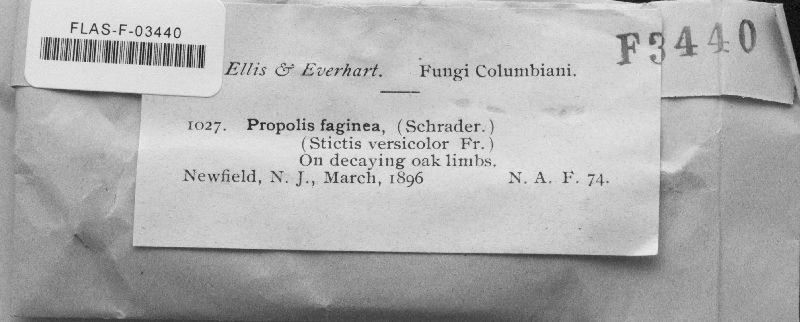 FLAS-F-03440
F3440
Ellis & Everhart. Fungi Columbiani.
1027. Propolis faginea, (Schrader.)
(Stictis versicolor Fr.)
On decaying oak limbs.
Newfield, N. J., March, 1896 N. A. F. 74.